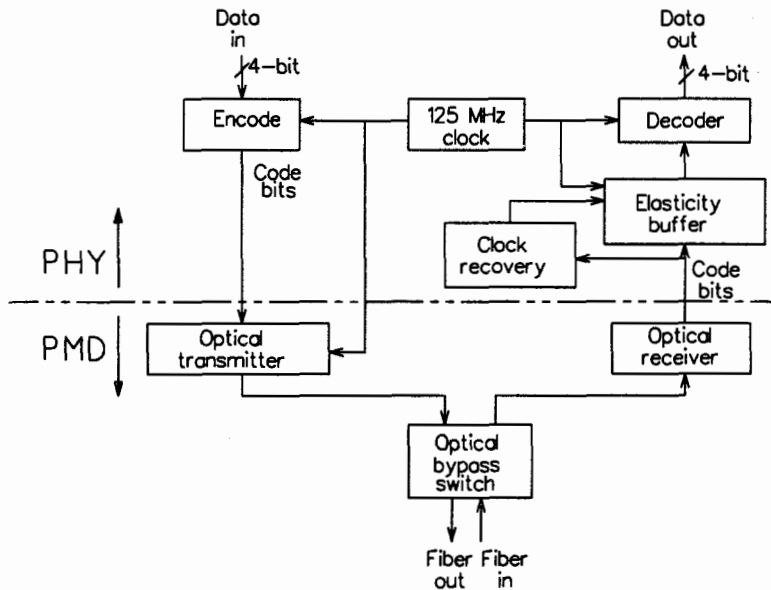 Data
in
4-bit
Data
out
4-bit
Encode
125 MHz
clock
Decoder
Code
bits
Elasticity
buffer
Clock
recovery
PHY
Code
bits
PMD
Optical
transmitter
Optical
receiver
Optical
bypass
switch
Fiber
out
Fiber
in